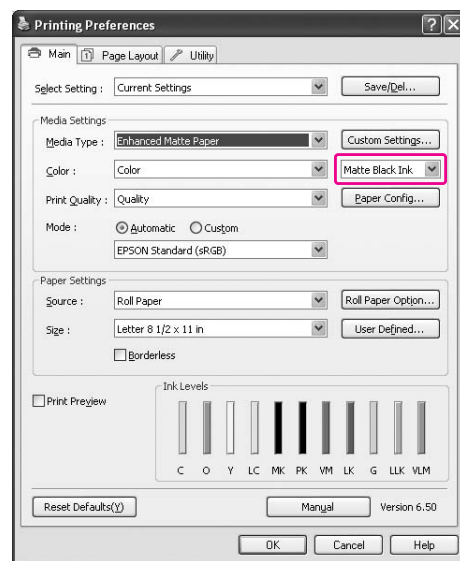 Printing Preferences
Main Page Layout Utility
Select Setting : Current Settings Save/Del...
Media Settings
Media Type : Enhanced Matte Paper Custom Settings...
Color : Color Matte Black Ink
Print Quality : Quality Paper Config...
Mode : Automatic Custom
EPSON Standard (sRGB)
Paper Settings
Source : Roll Paper Roll Paper Option...
Size : Letter 8 1/2 x 11 in User Defined...
Borderless
Print Preview Ink Levels
C O Y LC MK PK VM LK G LLK VLM
Reset Defaults(Y) Manual Version 6.50
OK Cancel Help